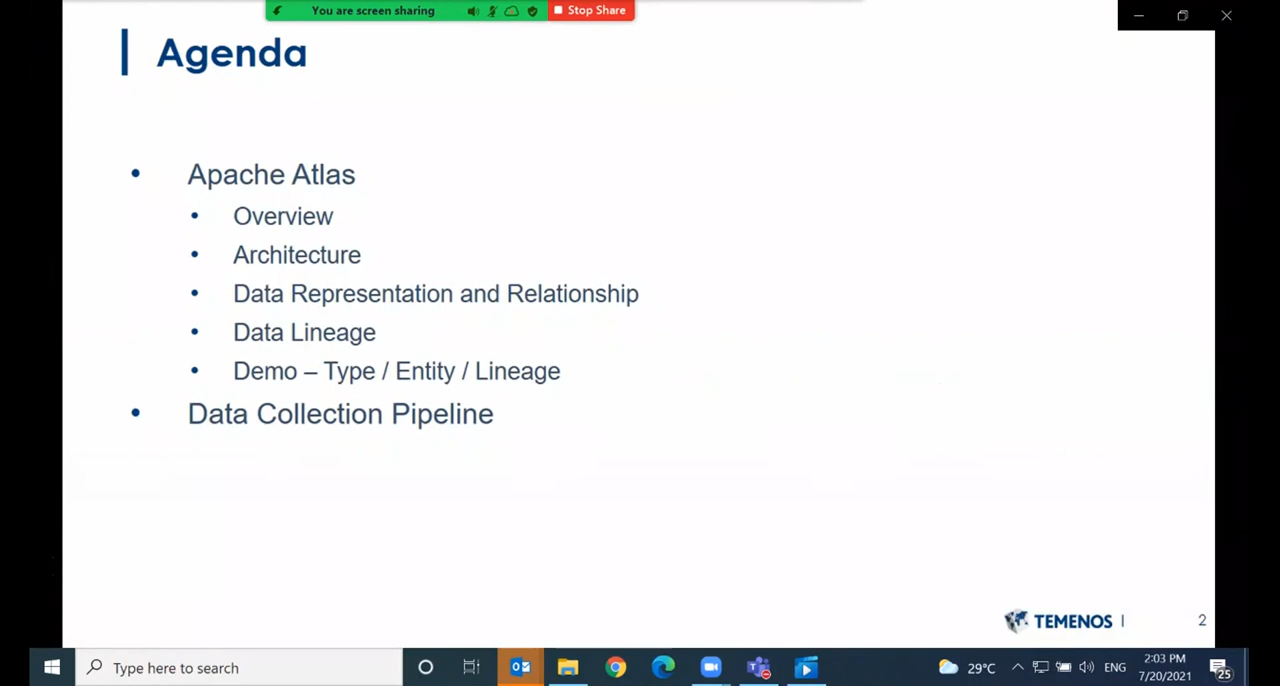 You are screen sharing
Stop Share
Agenda
• Apache Atlas
• Overview
• Architecture
• Data Representation and Relationship
• Data Lineage
• Demo – Type / Entity / Lineage
• Data Collection Pipeline
TEMENOS |
2
Type here to search
29°C
ENG
2:03 PM
7/20/2021
25